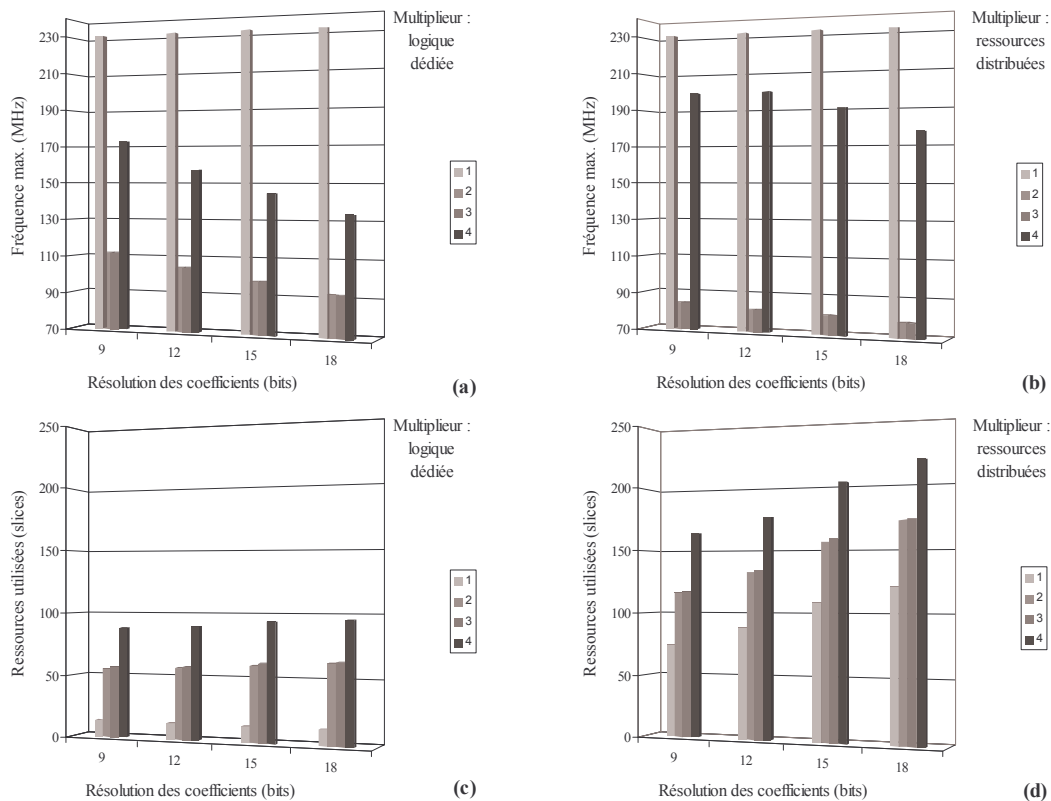 Multiplieur :
logique
dédiée
Fréquence max. (MHz)
230
210
190
170
150
130
110
90
70
1
2
3
4
9
12
15
18
Résolution des coefficients (bits)
(a)
Multiplieur :
ressources
distribuées
Fréquence max. (MHz)
230
210
190
170
150
130
110
90
70
1
2
3
4
9
12
15
18
Résolution des coefficients (bits)
(b)
Multiplieur :
logique
dédiée
Ressources utilisées (slices)
250
200
150
100
50
0
1
2
3
4
9
12
15
18
Résolution des coefficients (bits)
(c)
Multiplieur :
ressources
distribuées
Ressources utilisées (slices)
250
200
150
100
50
0
1
2
3
4
9
12
15
18
Résolution des coefficients (bits)
(d)